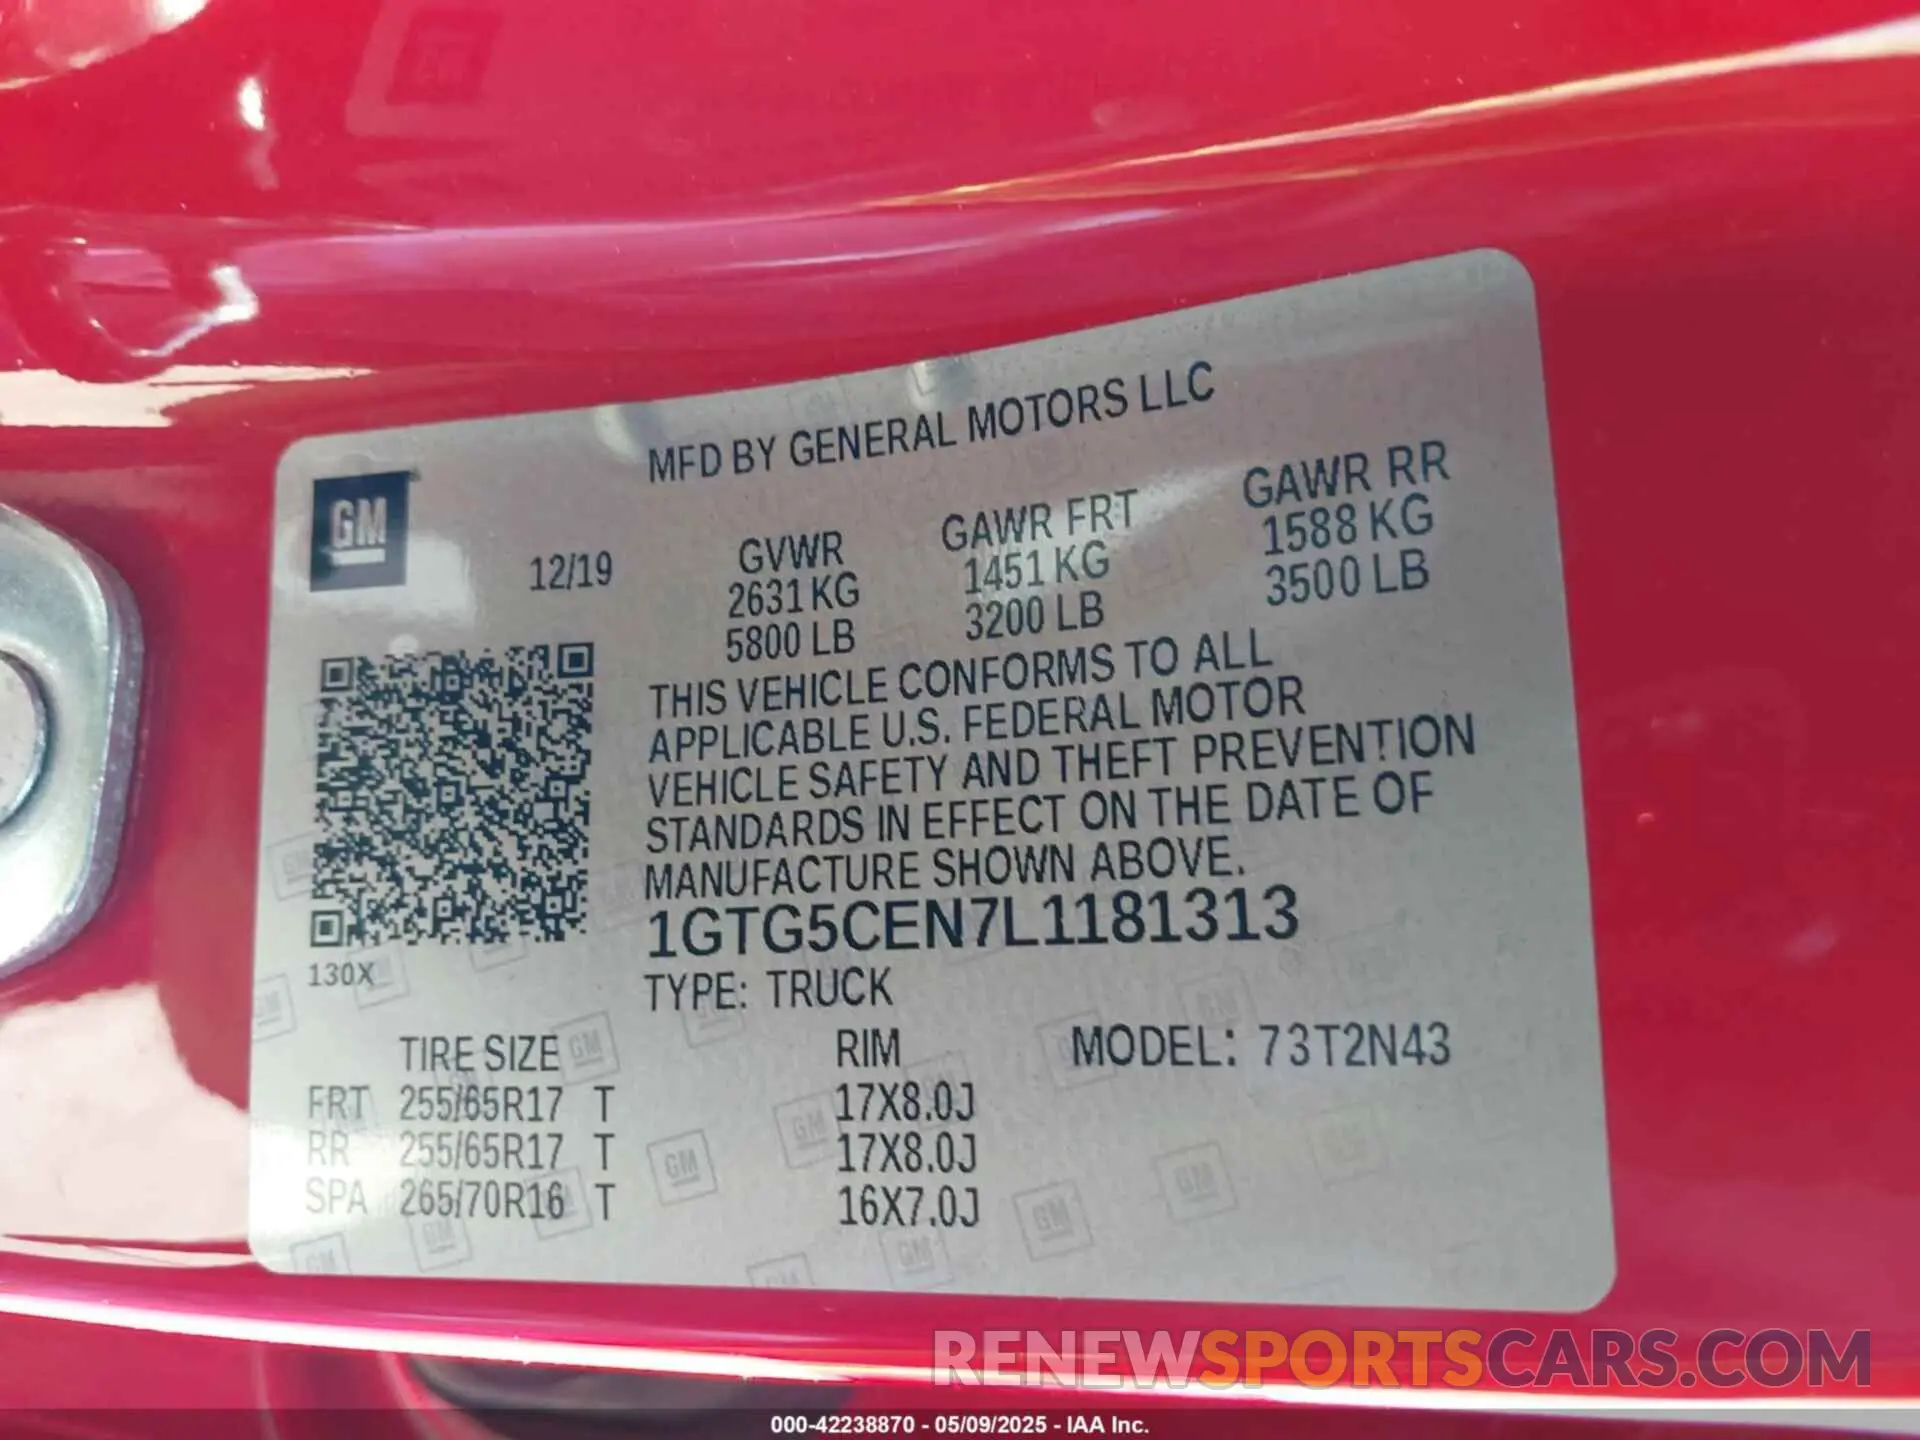 MFD BY GENERAL MOTORS LLC
GM
12/19
GVWR
2631 KG
5800 LB
GAWR FRT
1451 KG
3200 LB
GAWR RR
1588 KG
3500 LB
THIS VEHICLE CONFORMS TO ALL
APPLICABLE U.S. FEDERAL MOTOR
VEHICLE SAFETY AND THEFT PREVENTION
STANDARDS IN EFFECT ON THE DATE OF
MANUFACTURE SHOWN ABOVE.
1GTG5CEN7L1181313
130X
TYPE: TRUCK
TIRE SIZE RIM MODEL: 73T2N43
FRT 255/65R17 T 17X8.0J
RR 255/65R17 T 17X8.0J
SPA 265/70R16 T 16X7.0J
RENEWSPORTSCARS.COM
000-42238870 - 05/09/2025 - IAA Inc.